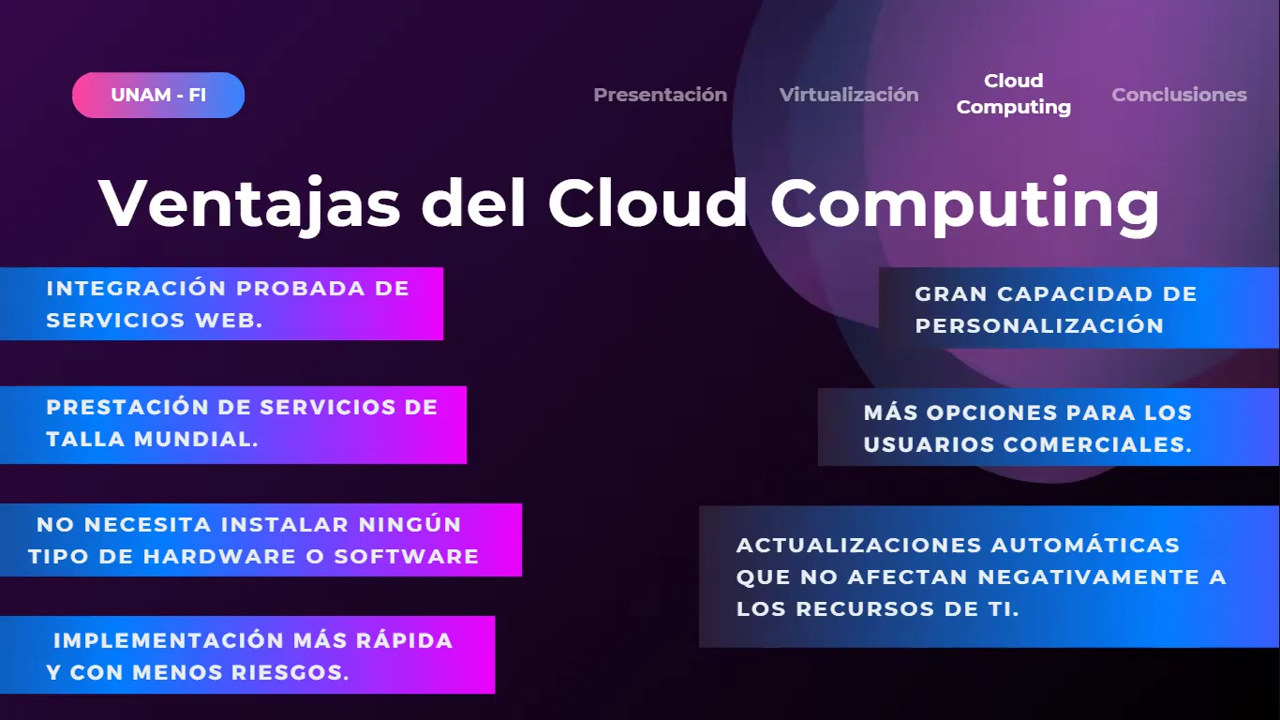 UNAM - FI
Presentación
Virtualización
Cloud
Computing
Conclusiones
Ventajas del Cloud Computing
INTEGRACIÓN PROBADA DE
SERVICIOS WEB.
PRESTACIÓN DE SERVICIOS DE
TALLA MUNDIAL.
NO NECESITA INSTALAR NINGÚN
TIPO DE HARDWARE O SOFTWARE
IMPLEMENTACIÓN MÁS RÁPIDA
Y CON MENOS RIESGOS.
GRAN CAPACIDAD DE
PERSONALIZACIÓN
MÁS OPCIONES PARA LOS
USUARIOS COMERCIALES.
ACTUALIZACIONES AUTOMÁTICAS
QUE NO AFECTAN NEGATIVAMENTE A
LOS RECURSOS DE TI.